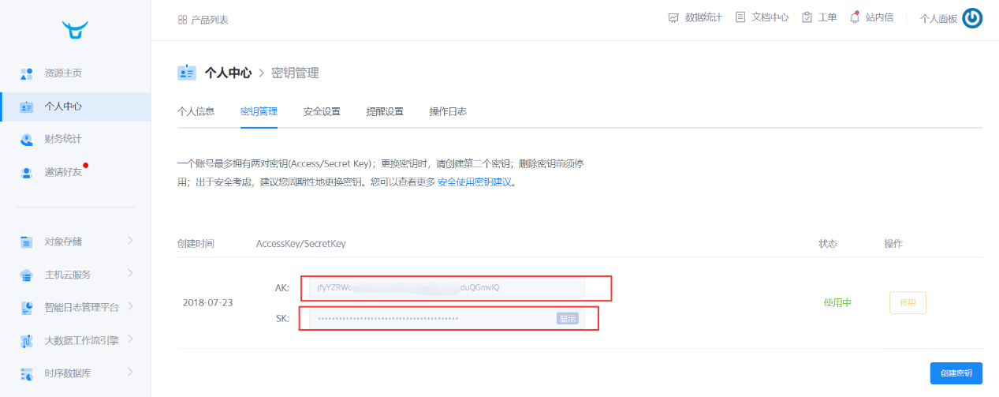 产品列表
数据统计
文档中心
工单
站内信
个人面板
资源主页
个人中心
财务统计
邀请好友
对象存储
主机云服务
智能日志管理平台
大数据工作流引擎
时序数据库
个人中心 > 密钥管理
个人信息
密钥管理
安全设置
提醒设置
操作日志
一个账号最多拥有两对密钥(Access/Secret Key)；更换密钥时，请创建第二个密钥；删除密钥前须停
用；出于安全考虑，建议您周期性地更换密钥。您可以查看更多 安全使用密钥建议。
创建时间
AccessKey/SecretKey
状态
操作
2018-07-23
AK:
duQGmvIQ
SK:
显示
使用中
停用
创建密钥